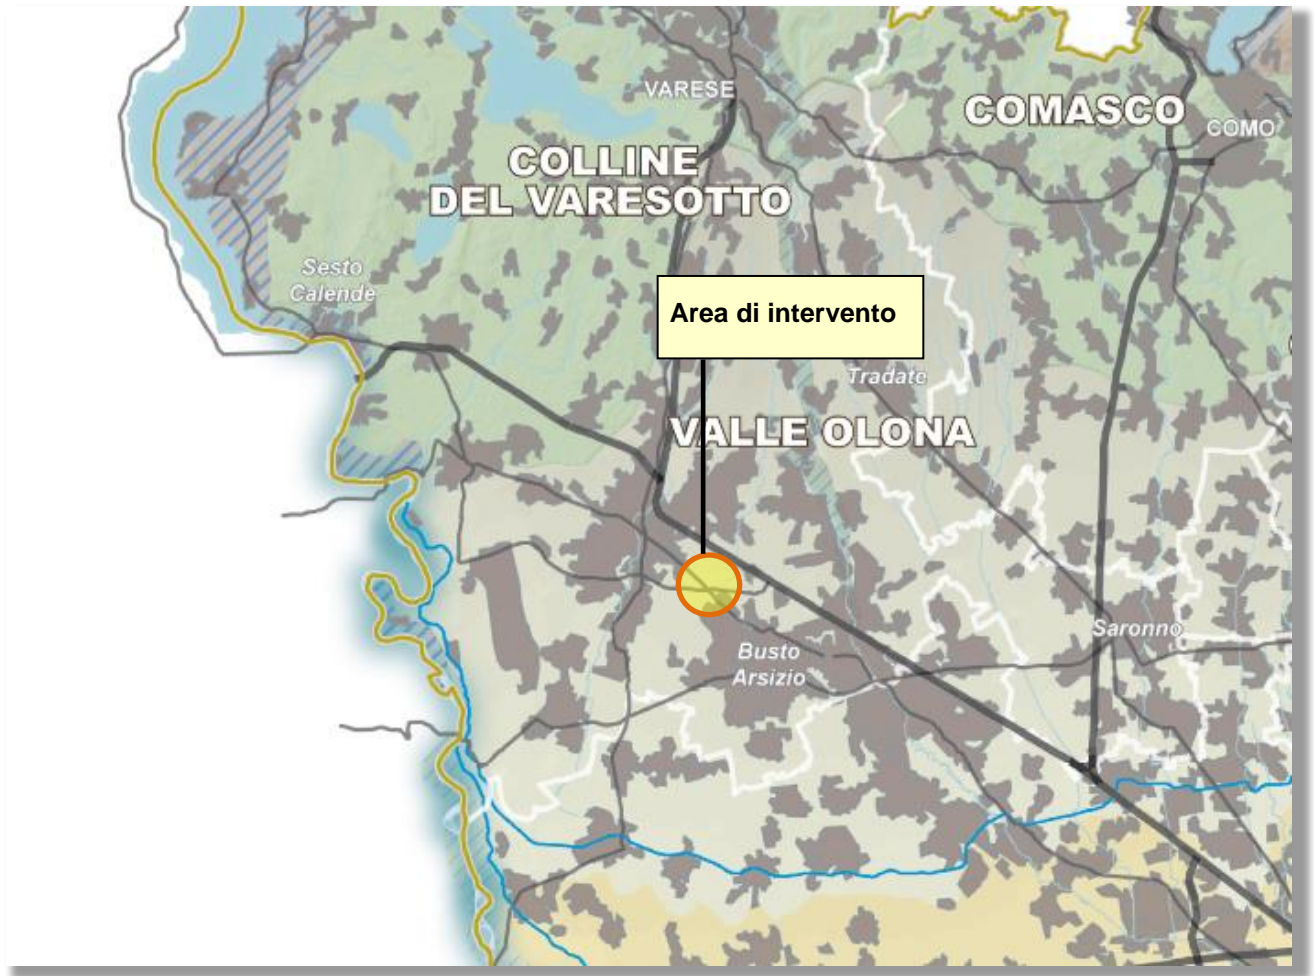 VARESE
COMASCO
COMO
COLLINE
DEL VARESOTTO
Sesto
Calende
Area di intervento
Tradate
VALLE OLONA
Saronno
Busto
Arsizio